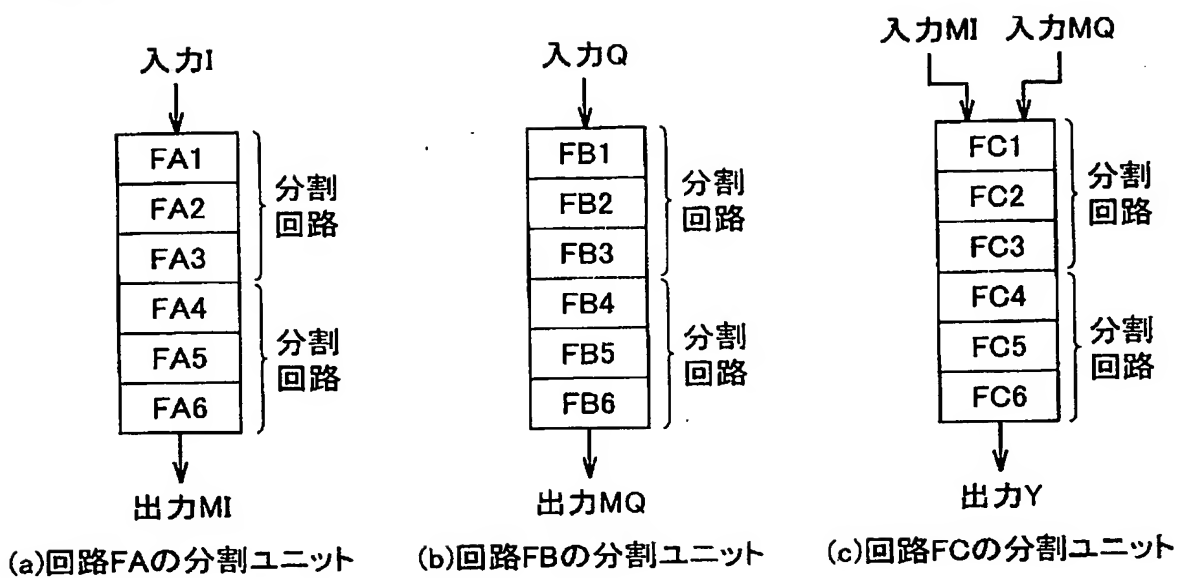 入力I
FA1
FA2
FA3
FA4
FA5
FA6
分割
回路
分割
回路
出力MI
(a)回路FAの分割ユニット
入力Q
FB1
FB2
FB3
FB4
FB5
FB6
分割
回路
分割
回路
出力MQ
(b)回路FBの分割ユニット
入力MI 入力MQ
FC1
FC2
FC3
FC4
FC5
FC6
分割
回路
分割
回路
出力Y
(c)回路FCの分割ユニット